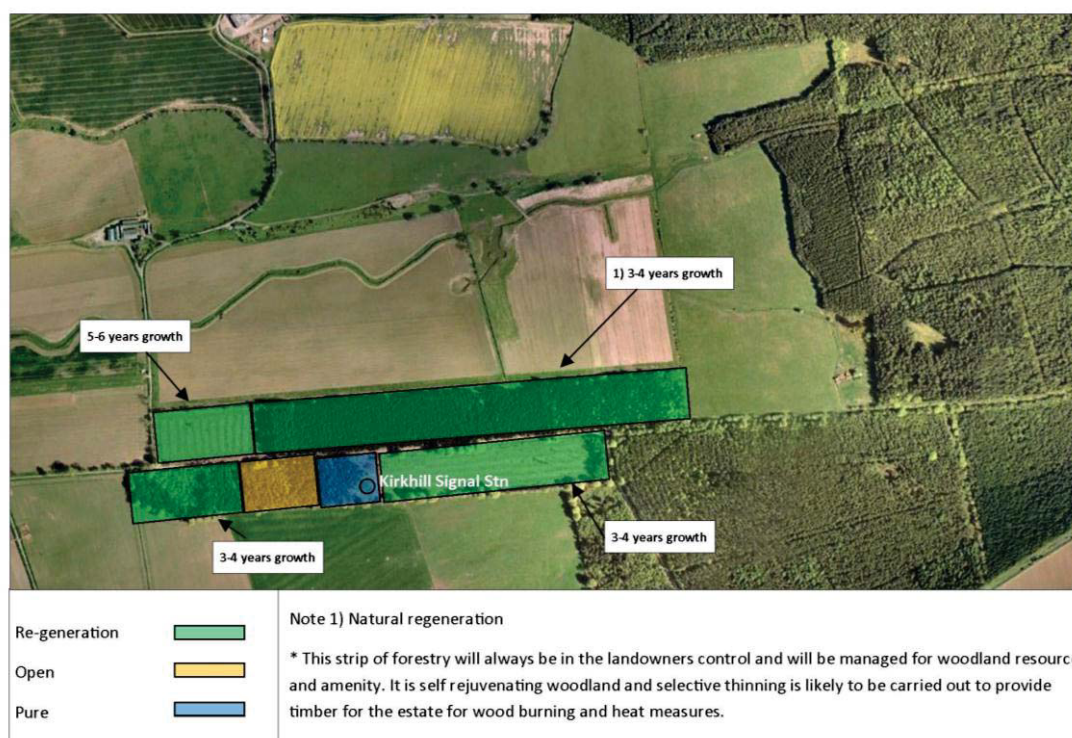 1) 3-4 years growth
5-6 years growth
Kirkhill Signal Stn
3-4 years growth
3-4 years growth
Re-generation
Open
Pure
Note 1) Natural regeneration
* This strip of forestry will always be in the landowners control and will be managed for woodland resourc
and amenity. It is self rejuvenating woodland and selective thinning is likely to be carried out to provide
timber for the estate for wood burning and heat measures.